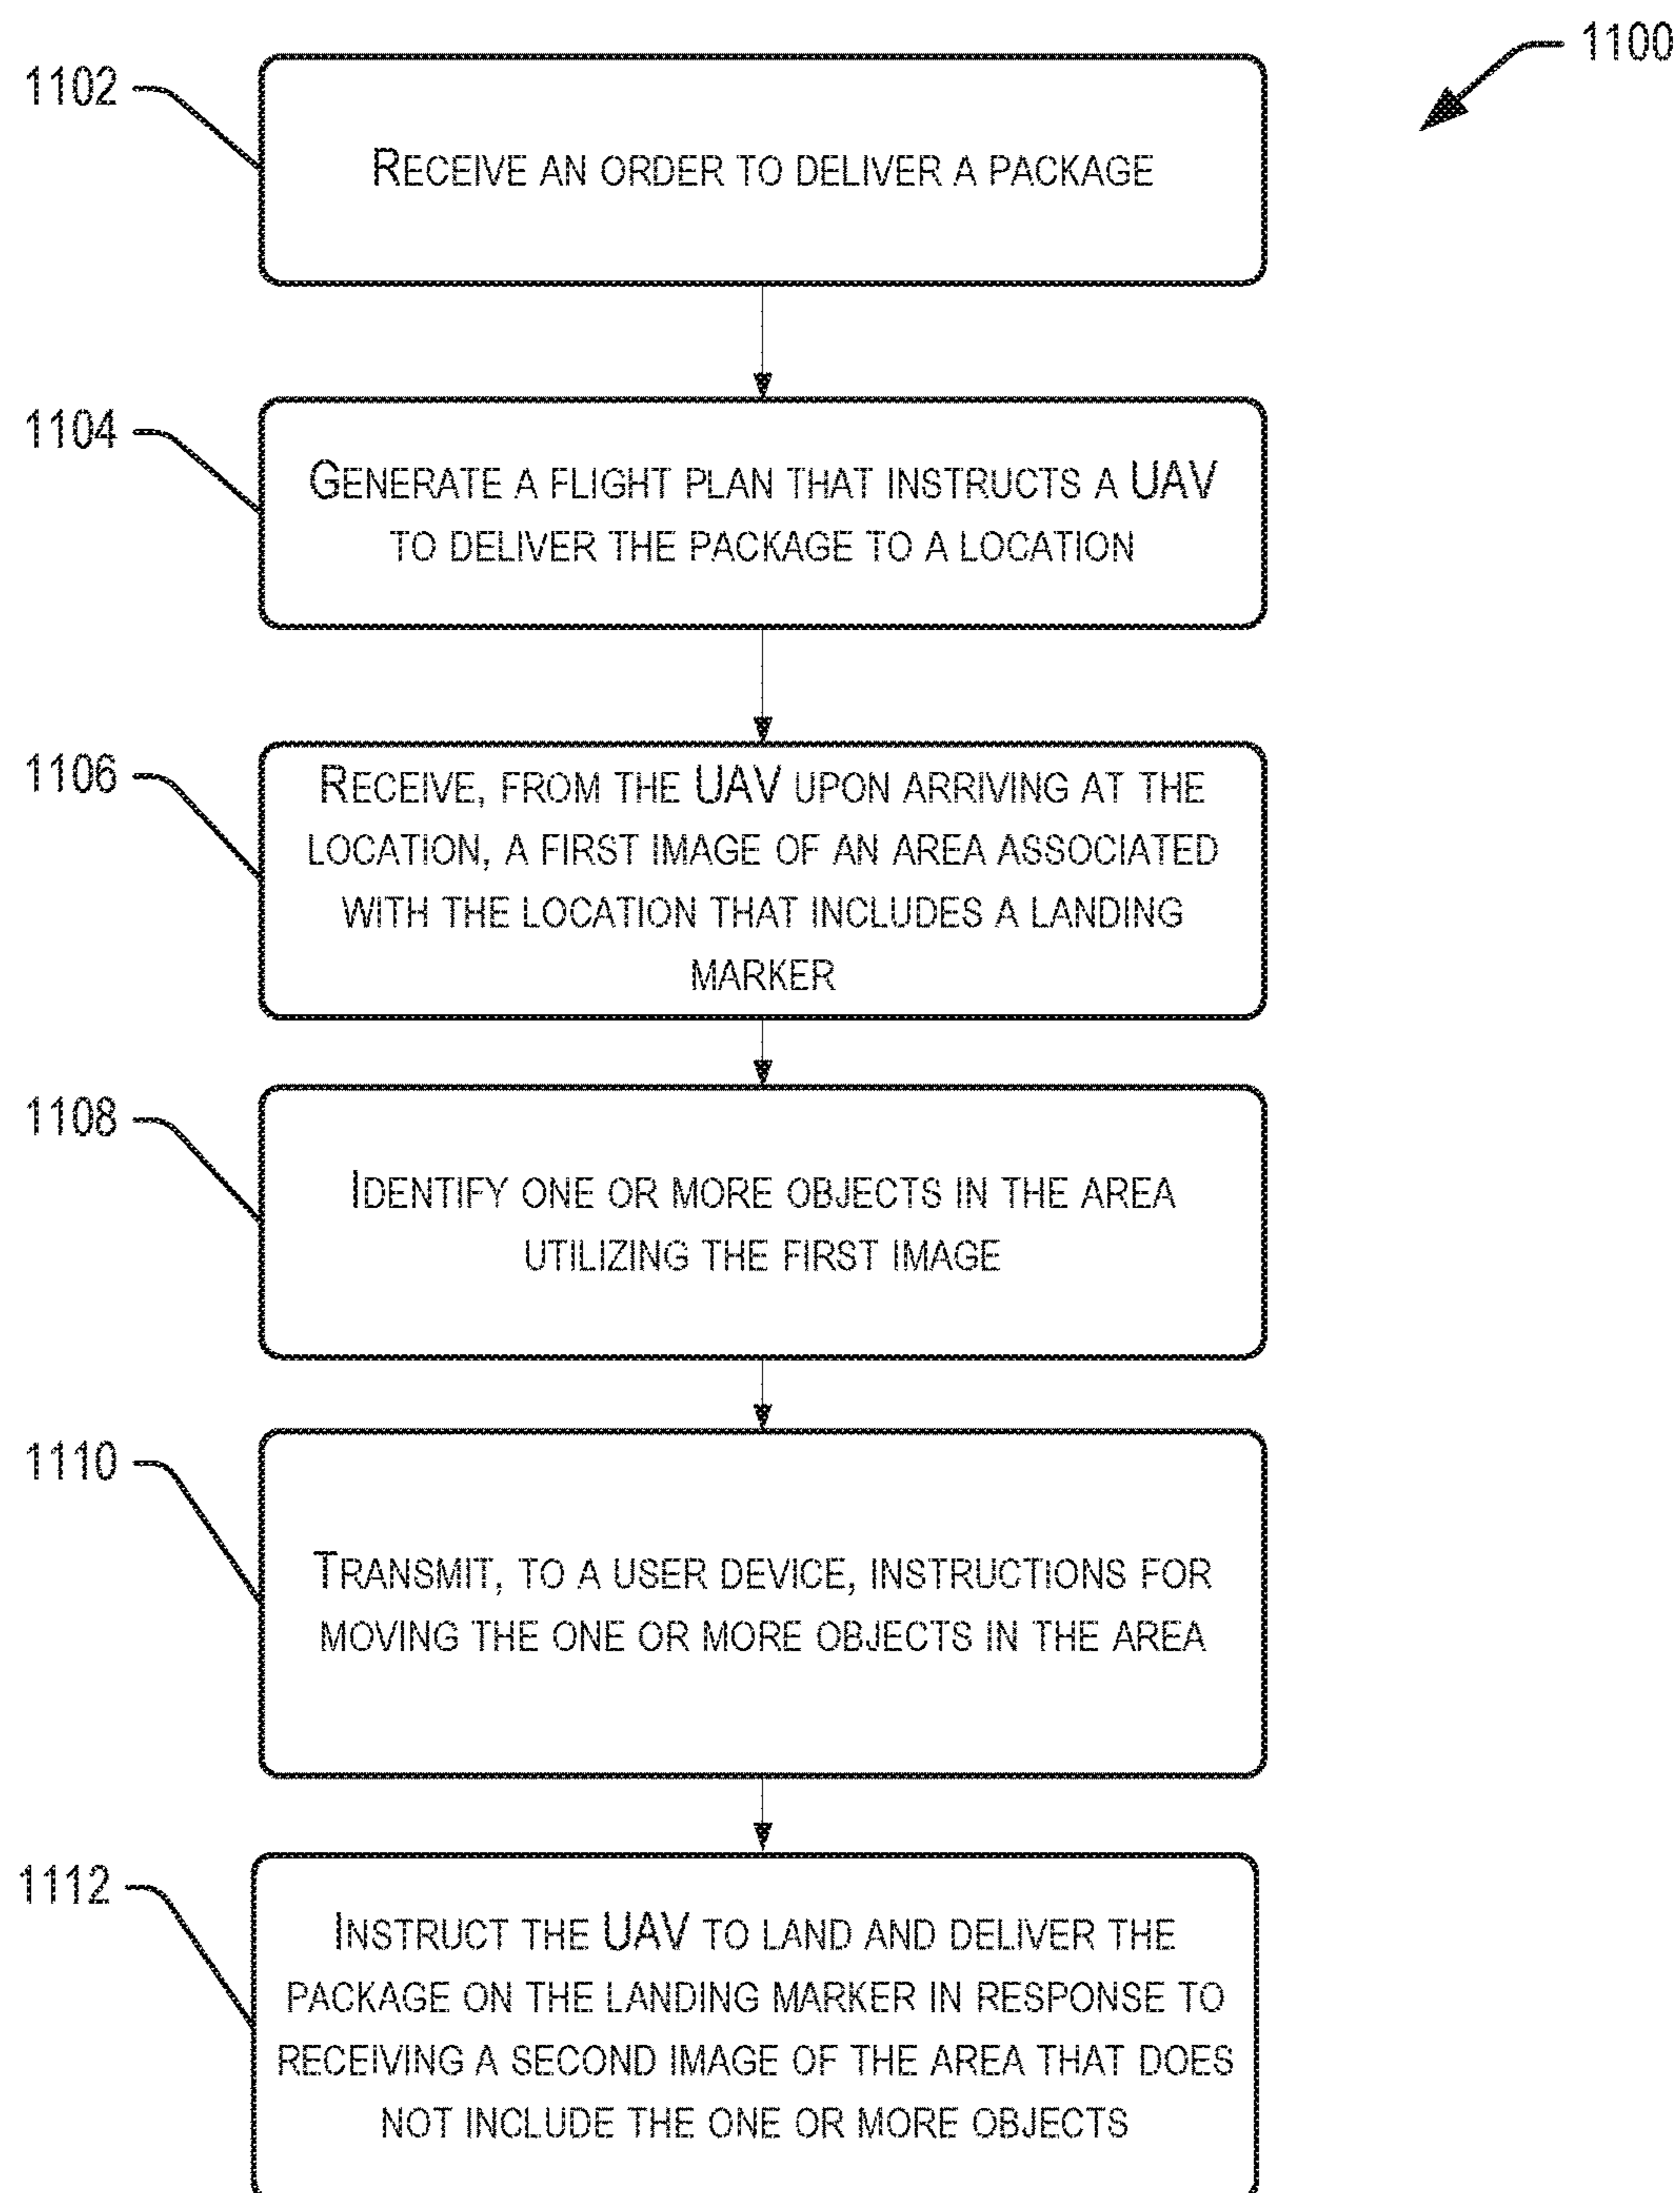 1100
1102
RECEIVE AN ORDER TO DELIVER A PACKAGE
1104
GENERATE A FLIGHT PLAN THAT INSTRUCTS A UAV
TO DELIVER THE PACKAGE TO A LOCATION
1106
RECEIVE, FROM THE UAV UPON ARRIVING AT THE
LOCATION, A FIRST IMAGE OF AN AREA ASSOCIATED
WITH THE LOCATION THAT INCLUDES A LANDING
MARKER
1108
IDENTIFY ONE OR MORE OBJECTS IN THE AREA
UTILIZING THE FIRST IMAGE
1110
TRANSMIT, TO A USER DEVICE, INSTRUCTIONS FOR
MOVING THE ONE OR MORE OBJECTS IN THE AREA
1112
INSTRUCT THE UAV TO LAND AND DELIVER THE
PACKAGE ON THE LANDING MARKER IN RESPONSE TO
RECEIVING A SECOND IMAGE OF THE AREA THAT DOES
NOT INCLUDE THE ONE OR MORE OBJECTS